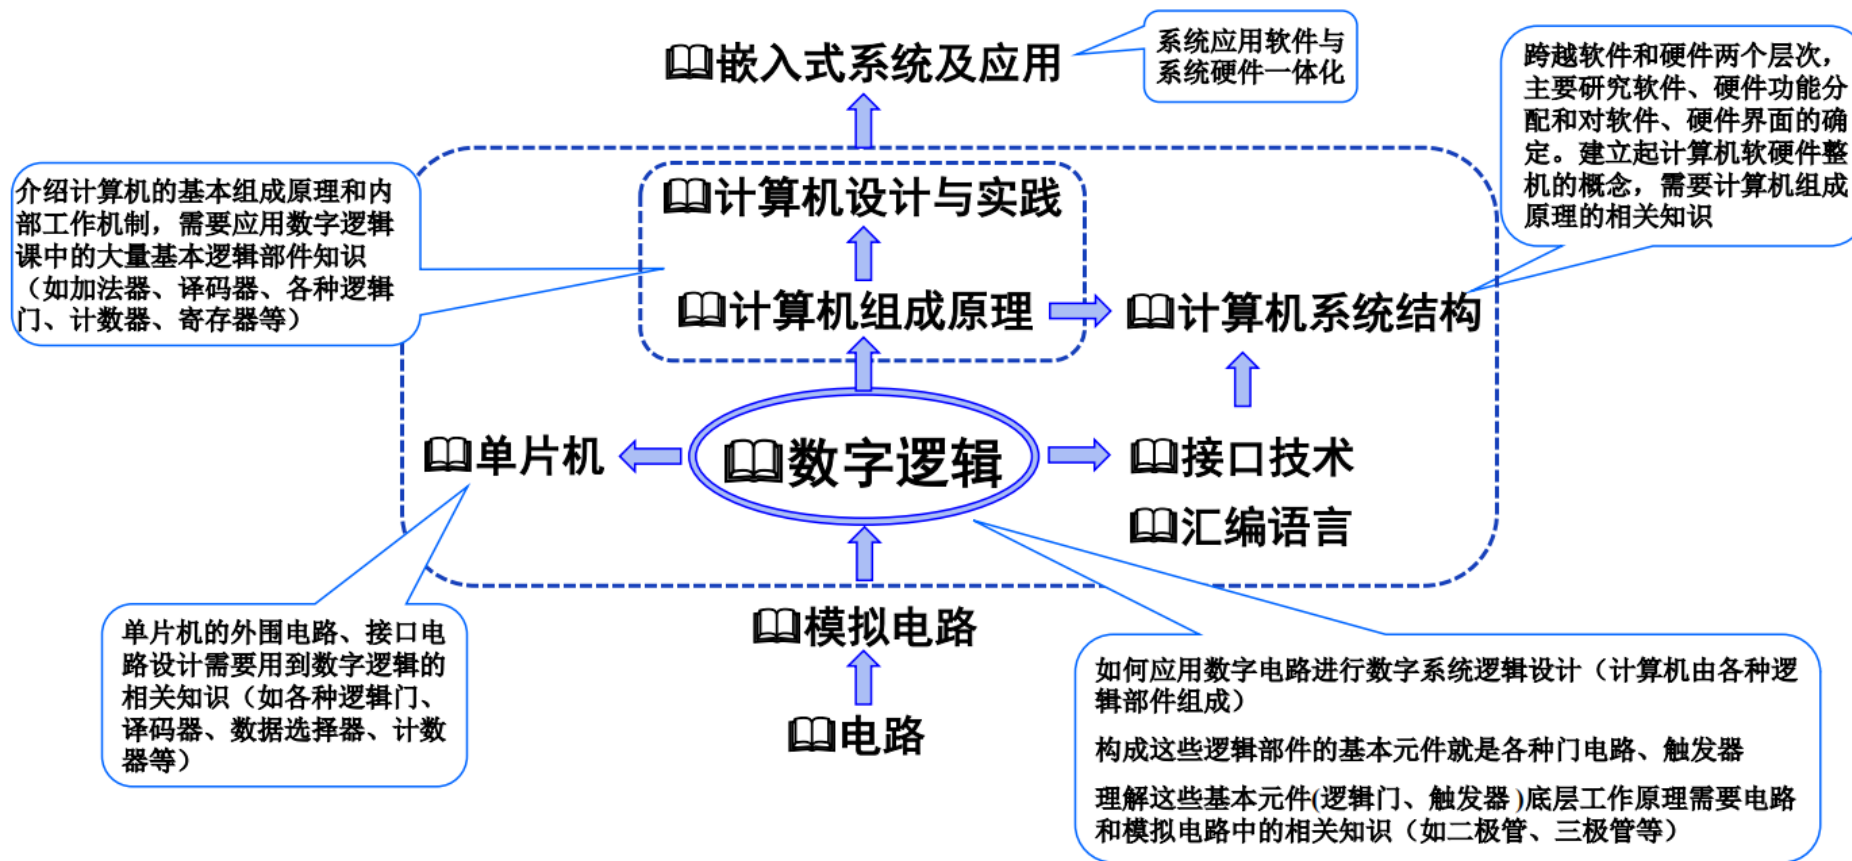 嵌入式系统及应用
系统应用软件与
系统硬件一体化
跨越软件和硬件两个层次，
主要研究软件、硬件功能分
配和对软件、硬件界面的确
定。建立起计算机软硬件整
机的概念，需要计算机组成
原理的相关知识
介绍计算机的基本组成原理和内
部工作机制，需要应用数字逻辑
课中的大量基本逻辑部件知识
（如加法器、译码器、各种逻辑
门、计数器、寄存器等）
计算机设计与实践
计算机组成原理
计算机系统结构
单片机
数字逻辑
接口技术
汇编语言
模拟电路
电路
单片机的外围电路、接口电
路设计需要用到数字逻辑的
相关知识（如各种逻辑门、
译码器、数据选择器、计数
器等）
如何应用数字电路进行数字系统逻辑设计（计算机由各种逻
辑部件组成）
构成这些逻辑部件的基本元件就是各种门电路、触发器
理解这些基本元件(逻辑门、触发器)底层工作原理需要电路
和模拟电路中的相关知识（如二极管、三极管等）